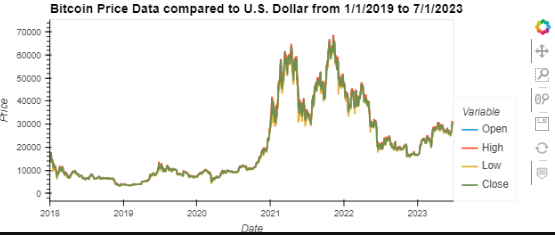 Bitcoin Price Data compared to U.S. Dollar from 1/1/2019 to 7/1/2023
Price
70000
60000
50000
40000
30000
20000
10000
0
2018
2019
2020
2021
2022
2023
Date
Variable
Open
High
Low
Close